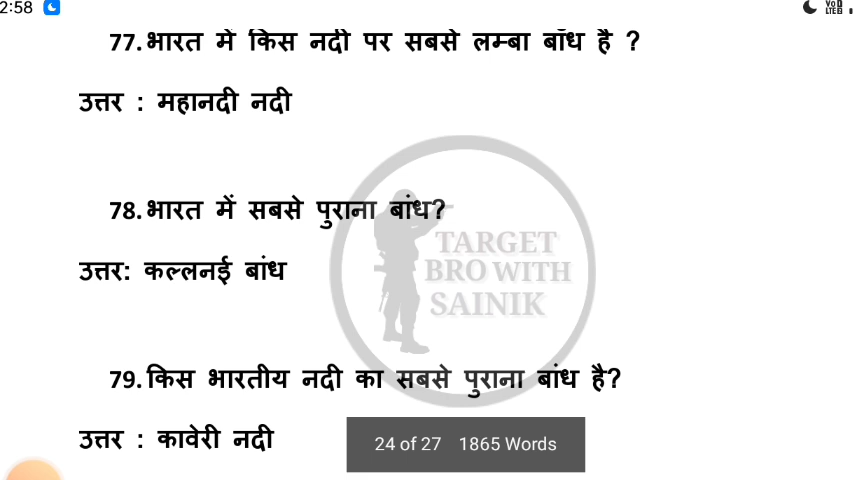 2:58
77.भारत में किस नदी पर सबसे लम्बा बाँध है ?
उत्तर : महानदी नदी
78.भारत में सबसे पुराना बांध?
उत्तर: कल्लनई बांध
TARGET
BRO WITH
SAINIK
79.किस भारतीय नदी का सबसे पुराना बांध है?
उत्तर : कावेरी नदी
24 of 27 1865 Words